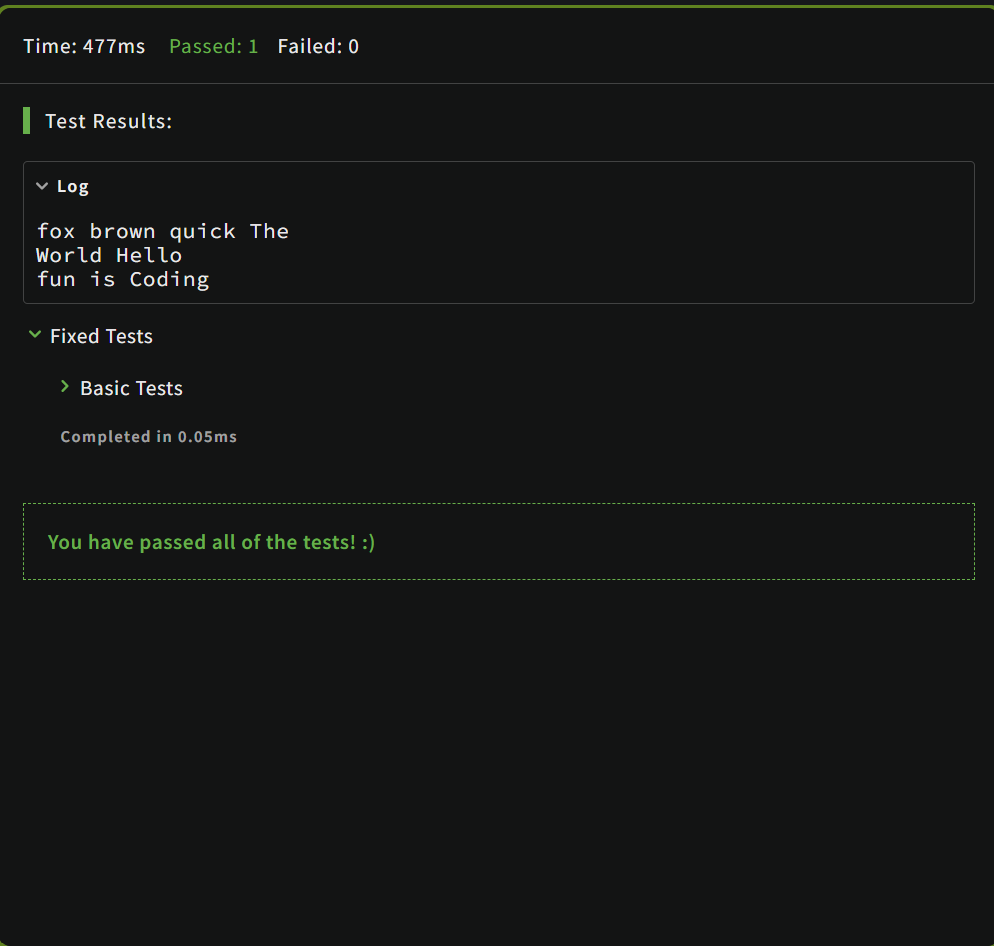 Time: 477ms Passed: 1 Failed: 0
Test Results:
Log
fox brown quick The
World Hello
fun is Coding
Fixed Tests
Basic Tests
Completed in 0.05ms
You have passed all of the tests! :)